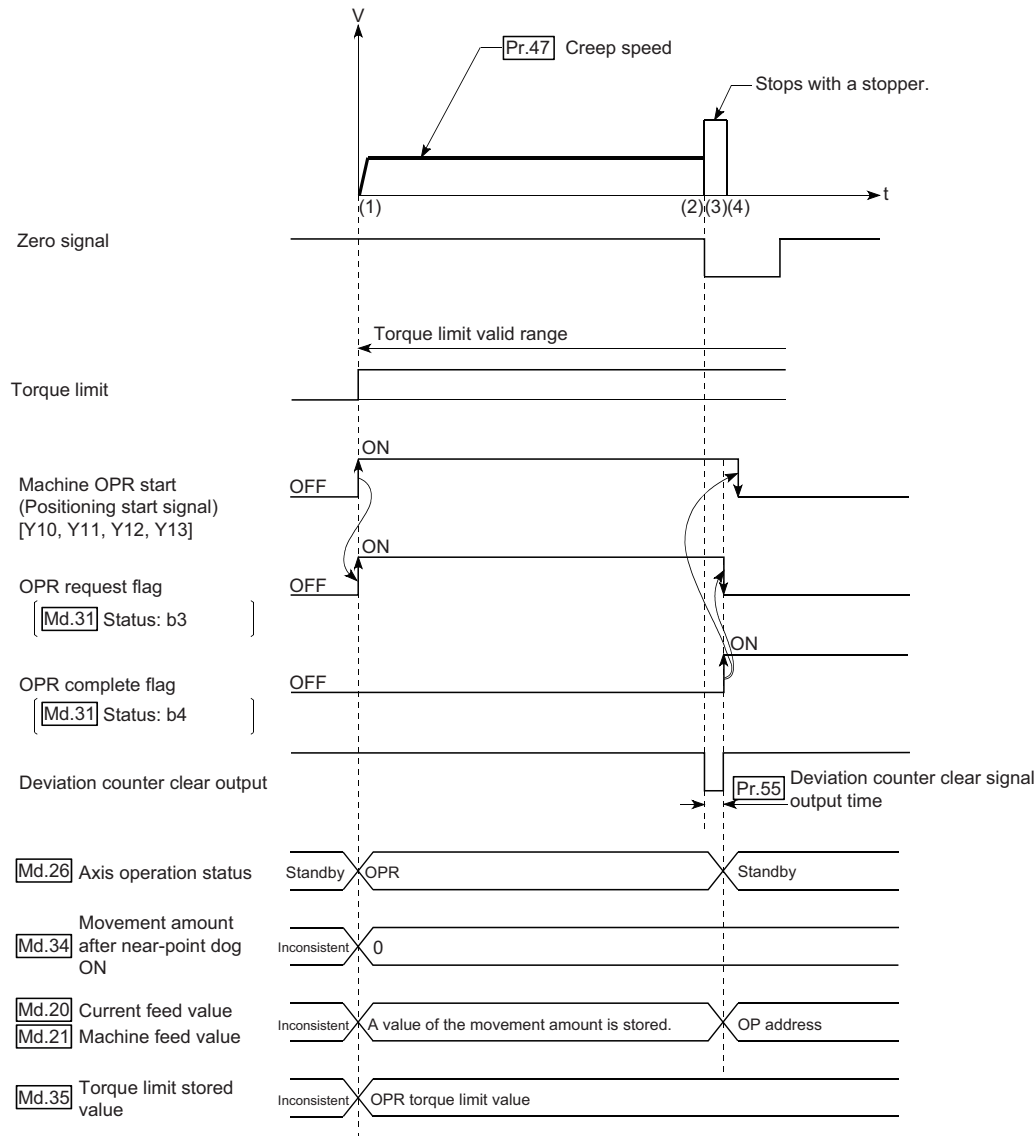 V
Pr.47 Creep speed
Stops with a stopper.
t
(1)
(2)(3)(4)
Zero signal
Torque limit valid range
Torque limit
ON
Machine OPR start
(Positioning start signal)
[Y10, Y11, Y12, Y13]
OFF
ON
OPR request flag
OFF
Md.31 Status: b3
ON
OPR complete flag
OFF
Md.31 Status: b4
Deviation counter clear output
Pr.55 Deviation counter clear signal
output time
Md.26 Axis operation status
Standby
OPR
Standby
Md.34 Movement amount
after near-point dog
ON
Inconsistent
0
Md.20 Current feed value
Md.21 Machine feed value
Inconsistent
A value of the movement amount is stored.
OP address
Md.35 Torque limit stored
value
Inconsistent
OPR torque limit value